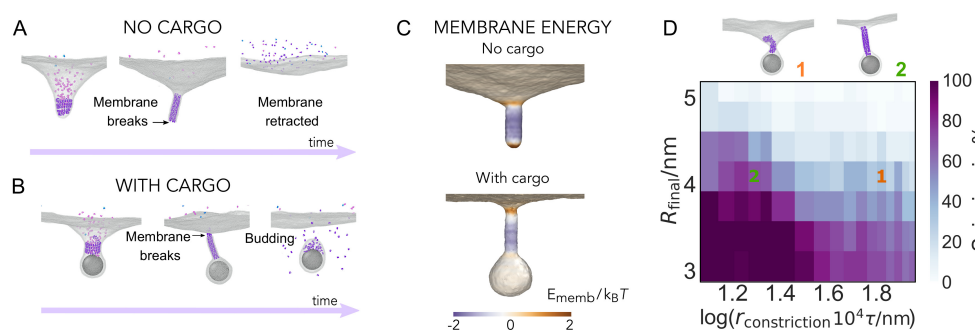 A
NO CARGO
Membrane
breaks
Membrane
retracted
time
B
WITH CARGO
Membrane
breaks
Budding
time
C
MEMBRANE ENERGY
No cargo
With cargo
E_memb/k_BT
-2 0 2
D
1 2
100
80
60
40
20
0
5
4
3
R_final/nm
2 1
1.2 1.4 1.6 1.8
log(r_constriction 10⁴τ/nm)